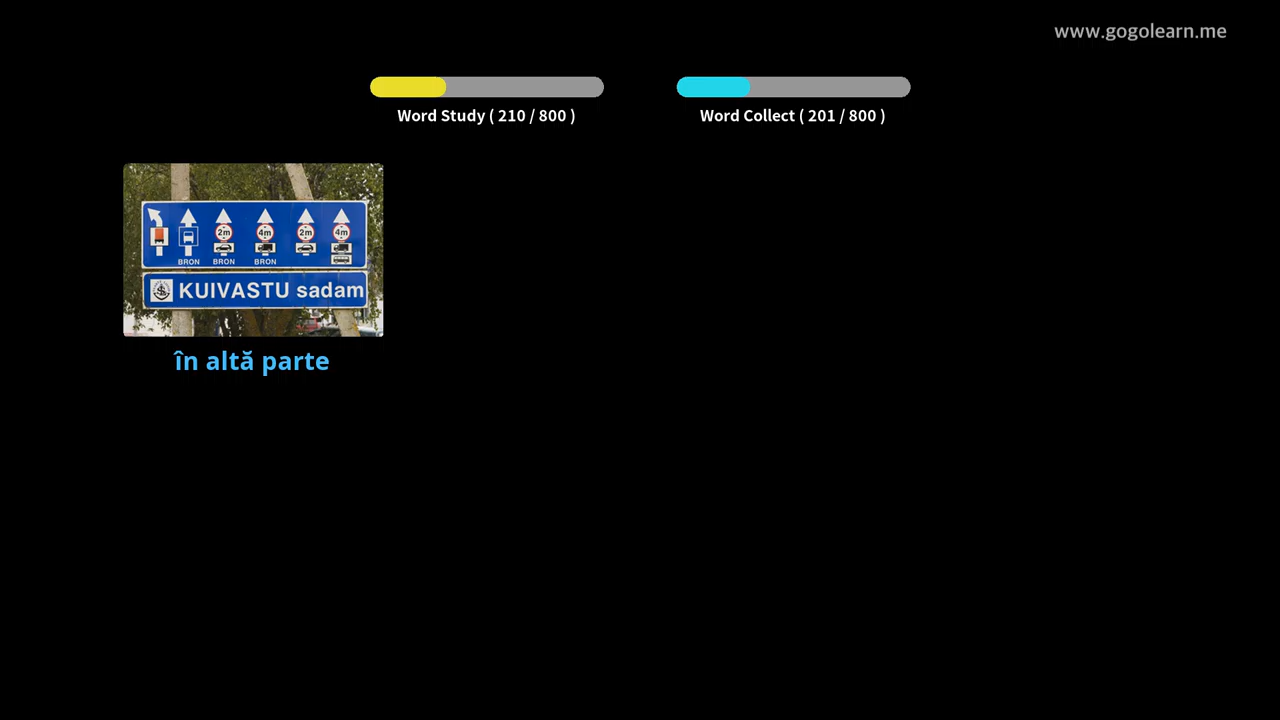 www.gogolearn.me
Word Study ( 210 / 800 )
Word Collect ( 201 / 800 )
2m 4m 2m 4m
BRON BRON BRON
KUIVASTU sadam
în altă parte